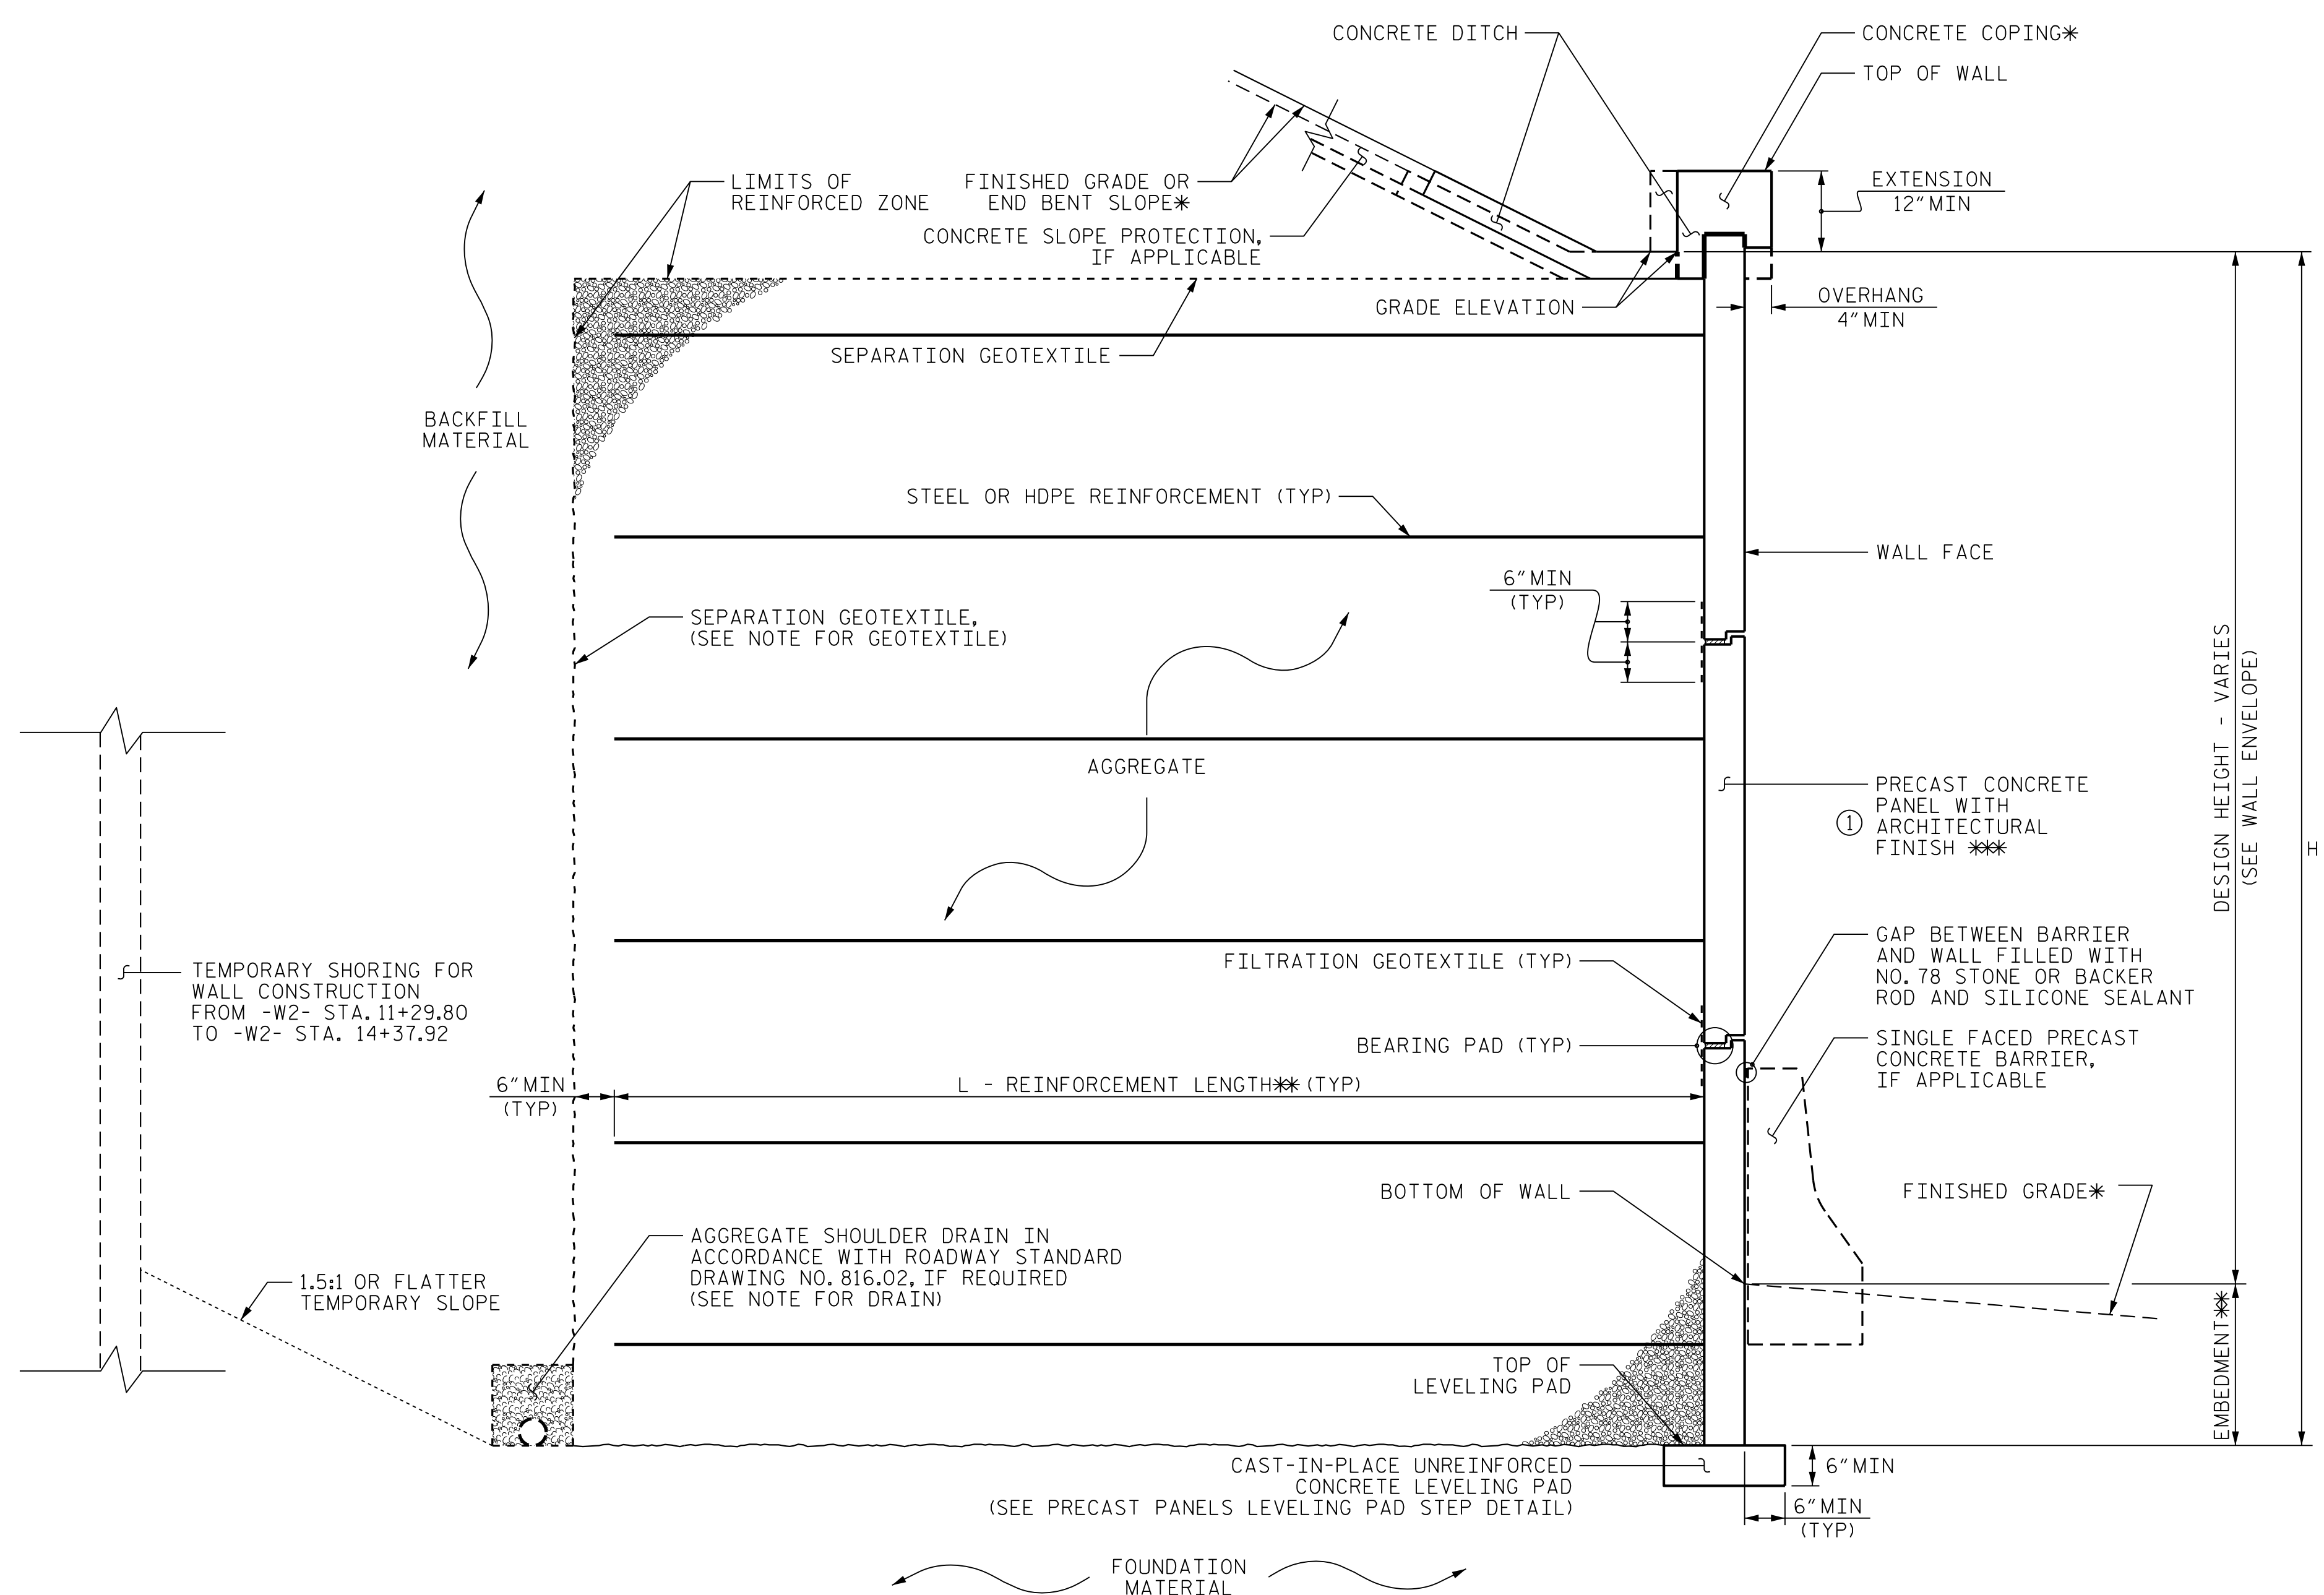 CONCRETE DITCH
CONCRETE COPING*
TOP OF WALL
LIMITS OF
REINFORCED ZONE
FINISHED GRADE OR
END BENT SLOPE*
EXTENSION
12"MIN
CONCRETE SLOPE PROTECTION,
IF APPLICABLE
GRADE ELEVATION
OVERHANG
4"MIN
SEPARATION GEOTEXTILE
BACKFILL
MATERIAL
STEEL OR HDPE REINFORCEMENT (TYP)
WALL FACE
6"MIN
(TYP)
SEPARATION GEOTEXTILE,
(SEE NOTE FOR GEOTEXTILE)
DESIGN HEIGHT - VARIES
(SEE WALL ENVELOPE)
H
AGGREGATE
1
PRECAST CONCRETE
PANEL WITH
ARCHITECTURAL
FINISH ***
GAP BETWEEN BARRIER
AND WALL FILLED WITH
NO. 78 STONE OR BACKER
ROD AND SILICONE SEALANT
FILTRATION GEOTEXTILE (TYP)
TEMPORARY SHORING FOR
WALL CONSTRUCTION
FROM -W2- STA. 11+29.80
TO -W2- STA. 14+37.92
BEARING PAD (TYP)
SINGLE FACED PRECAST
CONCRETE BARRIER,
IF APPLICABLE
6"MIN
(TYP)
L - REINFORCEMENT LENGTH** (TYP)
BOTTOM OF WALL
FINISHED GRADE*
AGGREGATE SHOULDER DRAIN IN
ACCORDANCE WITH ROADWAY STANDARD
DRAWING NO. 816.02, IF REQUIRED
(SEE NOTE FOR DRAIN)
1.5:1 OR FLATTER
TEMPORARY SLOPE
EMBEDMENT**
TOP OF
LEVELING PAD
CAST-IN-PLACE UNREINFORCED
CONCRETE LEVELING PAD
(SEE PRECAST PANELS LEVELING PAD STEP DETAIL)
6"MIN
6"MIN
(TYP)
FOUNDATION
MATERIAL